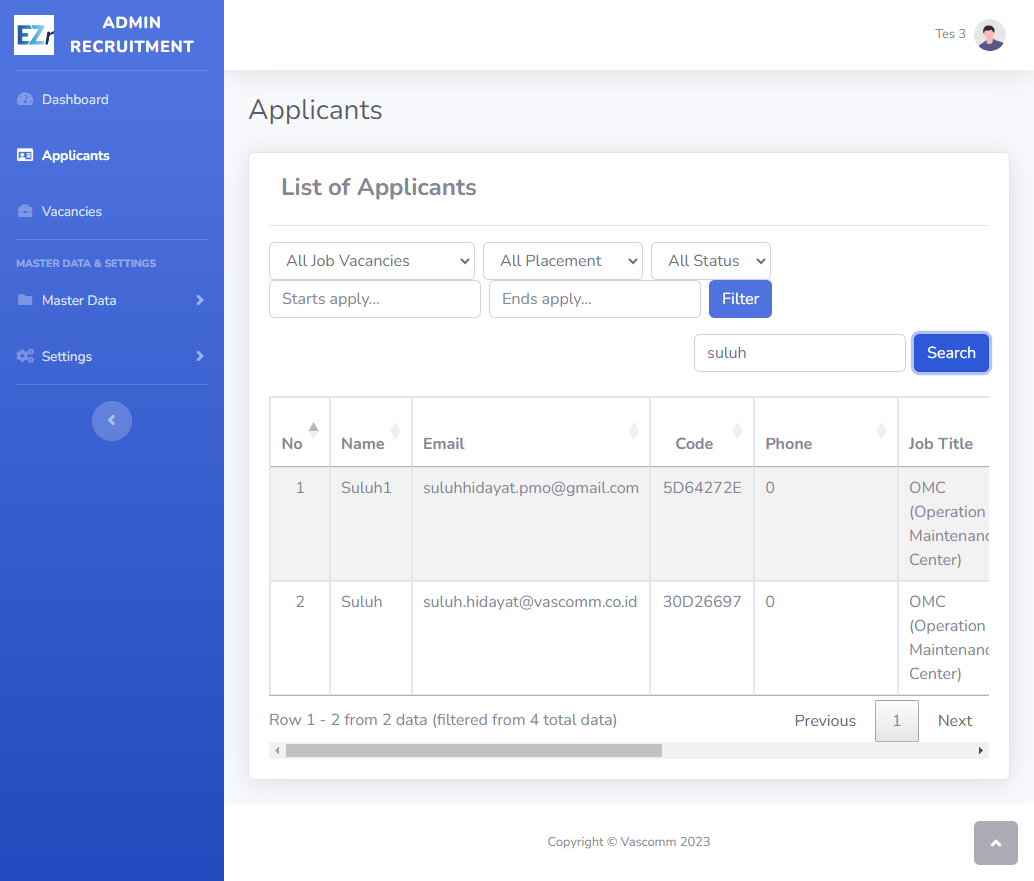 EZr
ADMIN
RECRUITMENT
Tes 3
Dashboard
Applicants
Vacancies
MASTER DATA & SETTINGS
Master Data
Settings
Applicants
List of Applicants
All Job Vacancies All Placement All Status
Starts apply... Ends apply... Filter
suluh Search
No Name Email Code Phone Job Title
1 Suluh1 suluhhidayat.pmo@gmail.com 5D64272E 0 OMC
(Operation
Maintenanc
Center)
2 Suluh suluh.hidayat@vascomm.co.id 30D26697 0 OMC
(Operation
Maintenanc
Center)
Row 1 - 2 from 2 data (filtered from 4 total data) Previous 1 Next
Copyright © Vascomm 2023